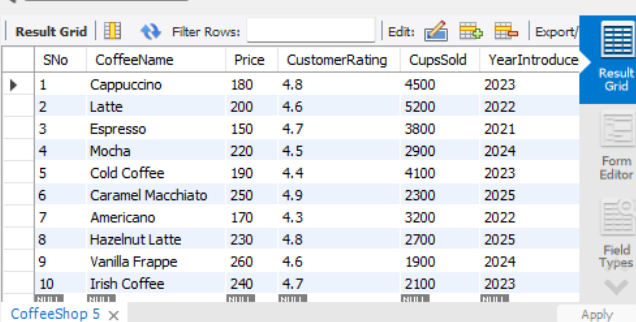 Result Grid Filter Rows: Edit: Export/
SNo CoffeeName Price CustomerRating CupsSold YearIntroduce
1 Cappuccino 180 4.8 4500 2023
2 Latte 200 4.6 5200 2022
3 Espresso 150 4.7 3800 2021
4 Mocha 220 4.5 2900 2024
5 Cold Coffee 190 4.4 4100 2023
6 Caramel Macchiato 250 4.9 2300 2025
7 Americano 170 4.3 3200 2022
8 Hazelnut Latte 230 4.8 2700 2025
9 Vanilla Frappe 260 4.6 1900 2024
10 Irish Coffee 240 4.7 2100 2023
NULL NULL NULL NULL NULL NULL
Result
Grid
Form
Editor
Field
Types
CoffeeShop 5 Apply